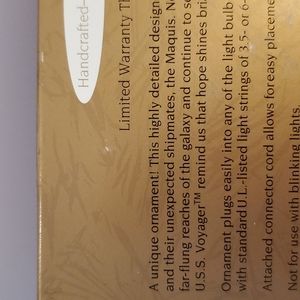 Handcrafted
Limited Warranty
A unique ornament! This highly detailed design
and their unexpected shipmates, the Maquis.
far-flung reaches of the galaxy and continue to
U.S.S. Voyager™ remind us that hope shines
Ornament plugs easily into any of the light
with standard U.L.-listed light strings of 3.5- or 6-
Attached connector cord allows for easy
Not for use with blinking lights.